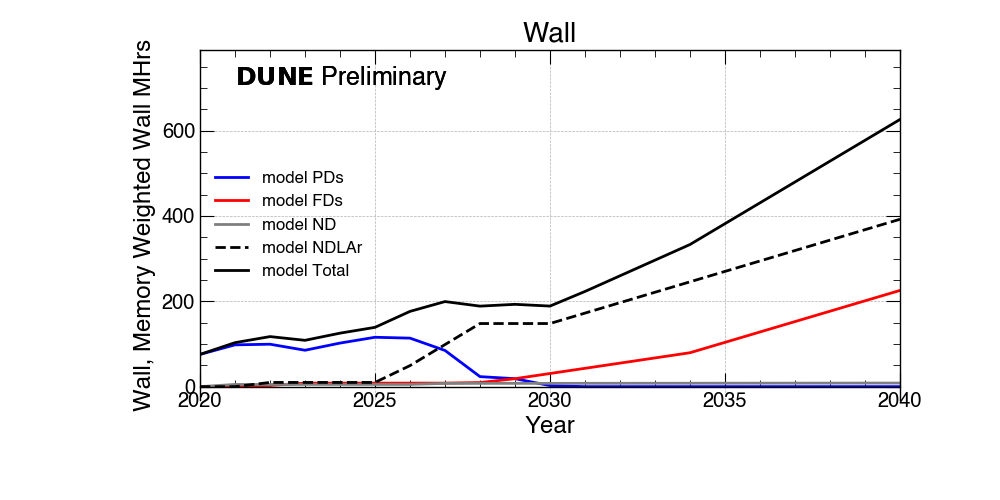 Wall
DUNE Preliminary
Wall, Memory Weighted Wall MHrs
600
400
200
0
model PDs
model FDs
model ND
model NDLAr
model Total
2020
2025
2030
2035
2040
Year